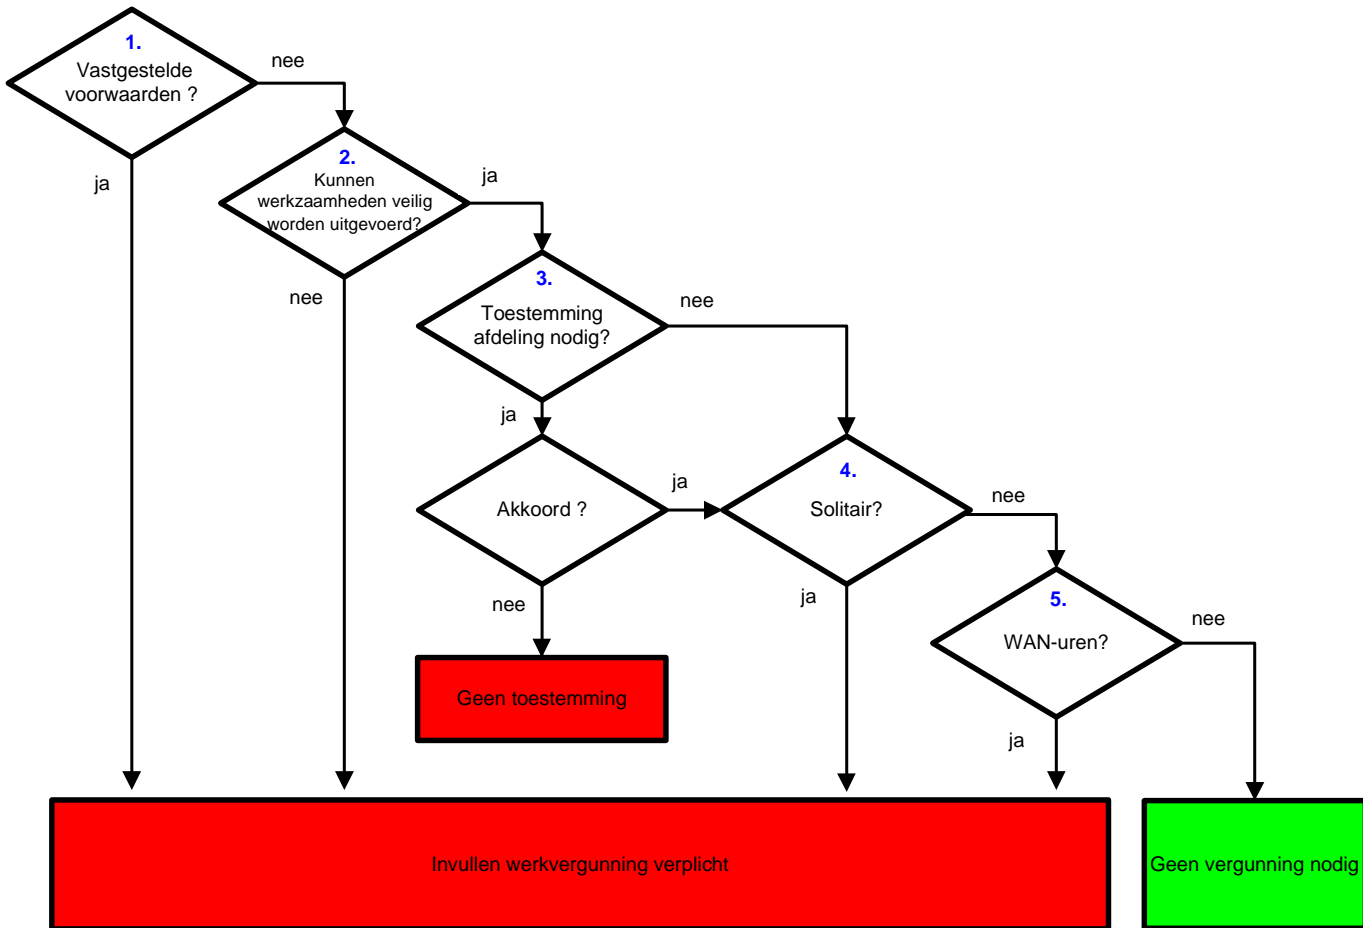 1.
Vastgestelde
voorwaarden ?
nee
ja
2.
Kunnen
werkzaamheden veilig
worden uitgevoerd?
ja
nee
3.
Toestemming
afdeling nodig?
nee
ja
Akkoord ?
ja
nee
Geen toestemming
4.
Solitair?
nee
ja
5.
WAN-uren?
nee
ja
Invullen werkvergunning verplicht
Geen vergunning nodig